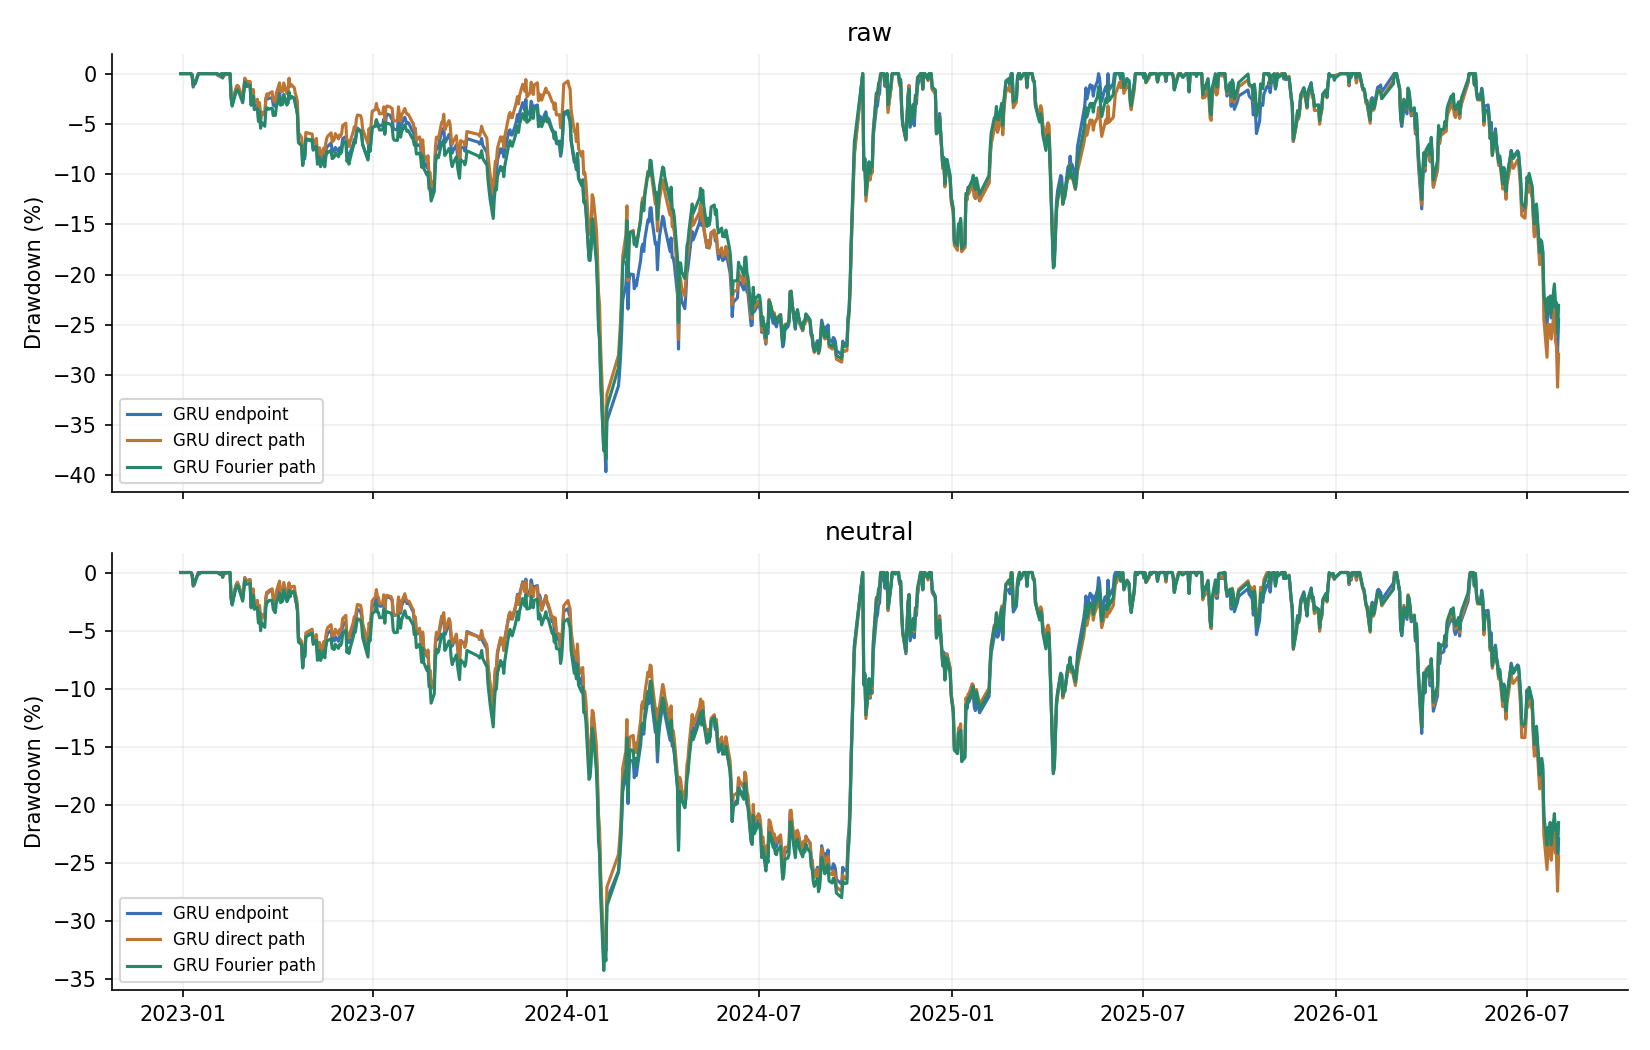 raw
Drawdown (%)
0
−5
−10
−15
−20
−25
−30
−35
−40
GRU endpoint
GRU direct path
GRU Fourier path
neutral
Drawdown (%)
0
−5
−10
−15
−20
−25
−30
−35
GRU endpoint
GRU direct path
GRU Fourier path
2023-01 2023-07 2024-01 2024-07 2025-01 2025-07 2026-01 2026-07